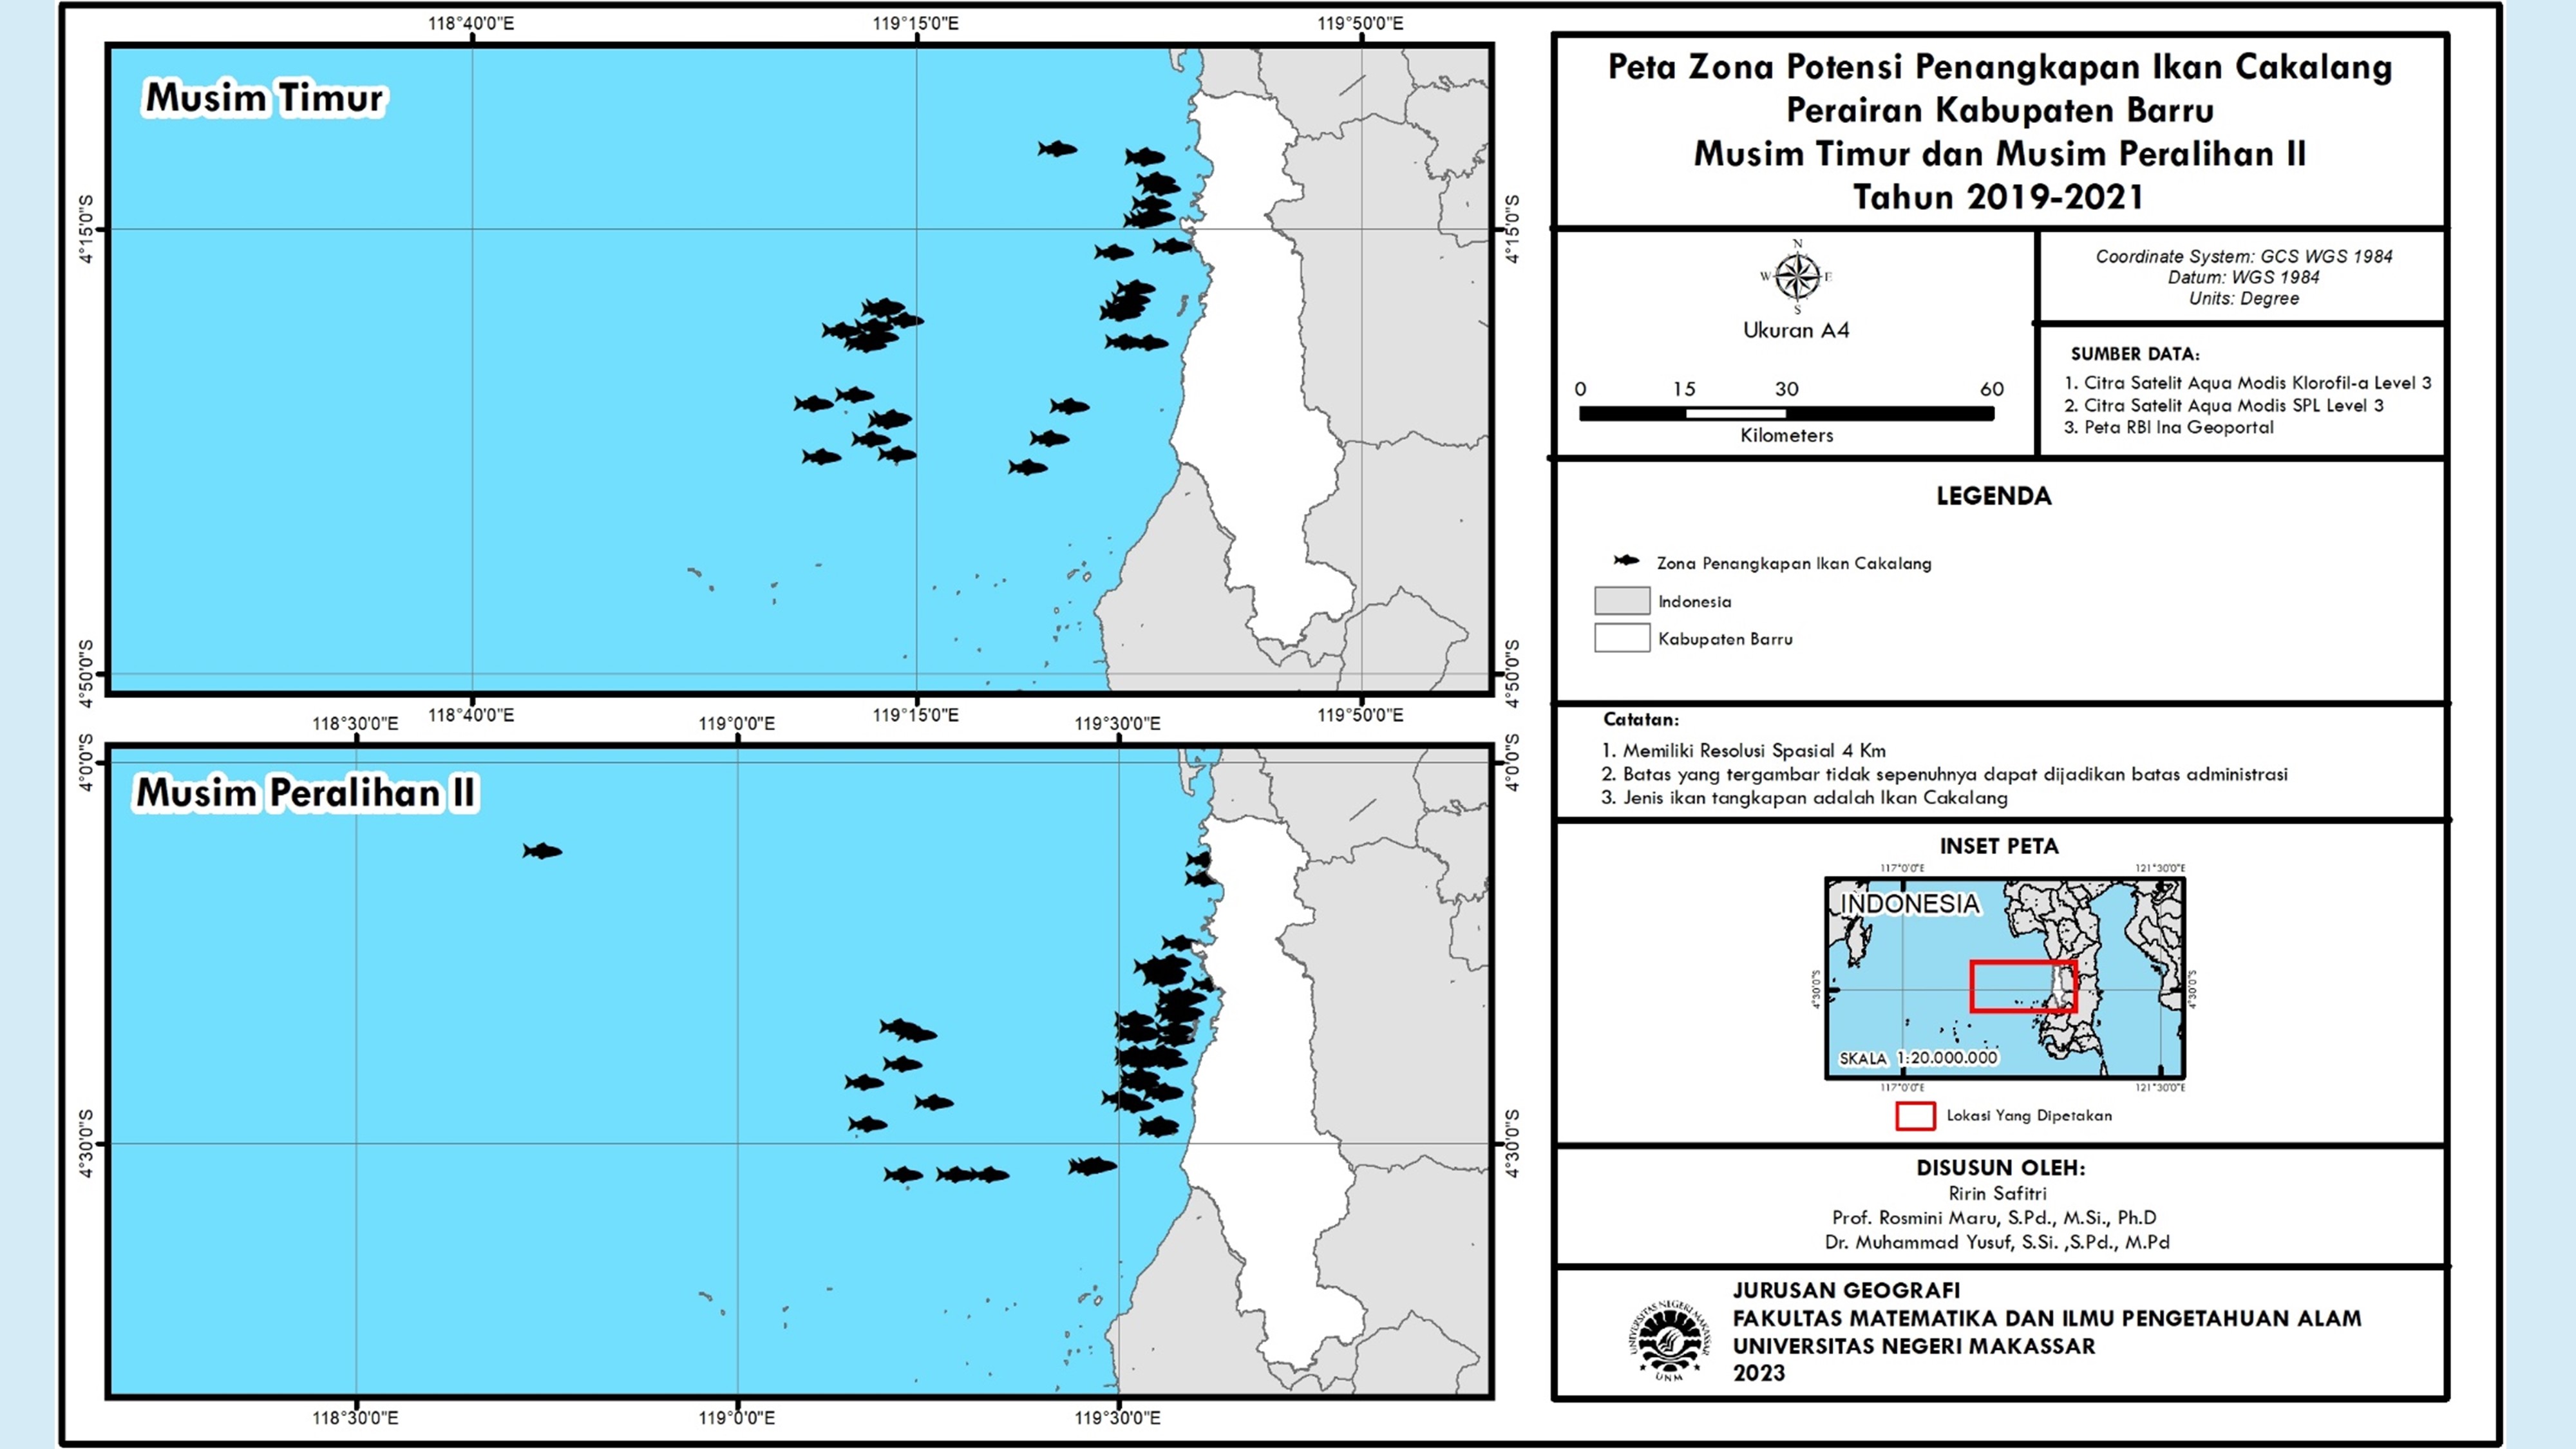 118°40'0"E 119°15'0"E 119°50'0"E
Musim Timur
4°15'0"S 4°15'0"S
4°50'0"S 4°50'0"S
118°40'0"E 119°15'0"E 119°50'0"E
118°30'0"E 119°0'0"E 119°30'0"E
4°0'0"S 4°0'0"S
Musim Peralihan II
4°30'0"S 4°30'0"S
118°30'0"E 119°0'0"E 119°30'0"E
Peta Zona Potensi Penangkapan Ikan Cakalang
Perairan Kabupaten Barru
Musim Timur dan Musim Peralihan II
Tahun 2019-2021
N
W E
S
Ukuran A4
0 15 30 60
Kilometers
Coordinate System: GCS WGS 1984
Datum: WGS 1984
Units: Degree
SUMBER DATA:
1. Citra Satelit Aqua Modis Klorofil-a Level 3
2. Citra Satelit Aqua Modis SPL Level 3
3. Peta RBI Ina Geoportal
LEGENDA
Zona Penangkapan Ikan Cakalang
Indonesia
Kabupaten Barru
Catatan:
1. Memiliki Resolusi Spasial 4 Km
2. Batas yang tergambar tidak sepenuhnya dapat dijadikan batas administrasi
3. Jenis ikan tangkapan adalah Ikan Cakalang
INSET PETA
117°0'0"E 121°30'0"E
INDONESIA
4°30'0"S 4°30'0"S
SKALA 1:20.000.000
117°0'0"E 121°30'0"E
Lokasi Yang Dipetakan
DISUSUN OLEH:
Ririn Safitri
Prof. Rosmini Maru, S.Pd., M.Si., Ph.D
Dr. Muhammad Yusuf, S.Si. ,S.Pd., M.Pd
UNIVERSITAS NEGERI MAKASSAR
UNM
JURUSAN GEOGRAFI
FAKULTAS MATEMATIKA DAN ILMU PENGETAHUAN ALAM
UNIVERSITAS NEGERI MAKASSAR
2023